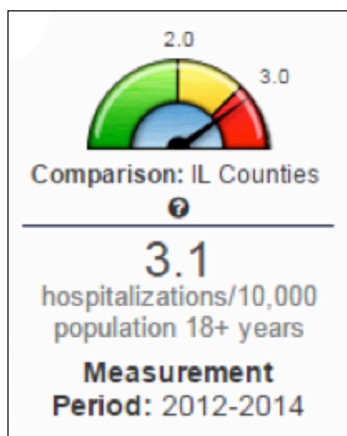 2.0
3.0
Comparison: IL Counties
?
3.1
hospitalizations/10,000
population 18+ years
Measurement
Period: 2012-2014